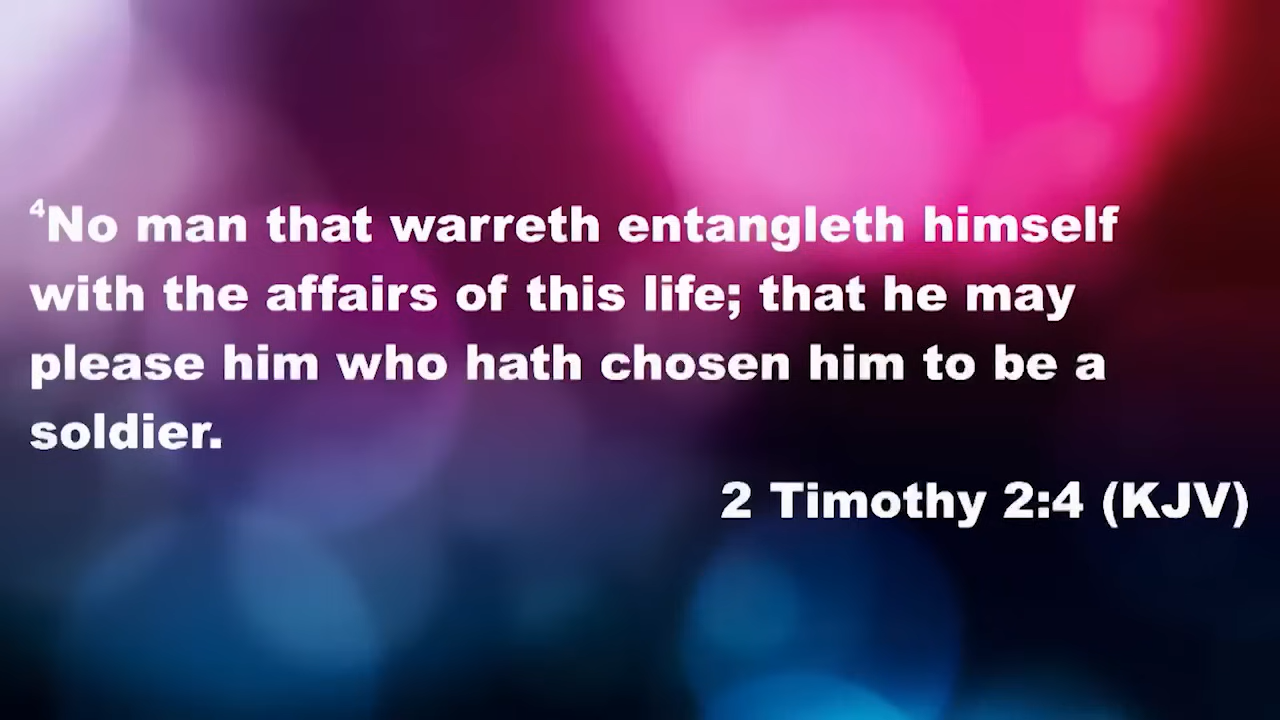 ⁴No man that warreth entangleth himself
with the affairs of this life; that he may
please him who hath chosen him to be a
soldier.
2 Timothy 2:4 (KJV)